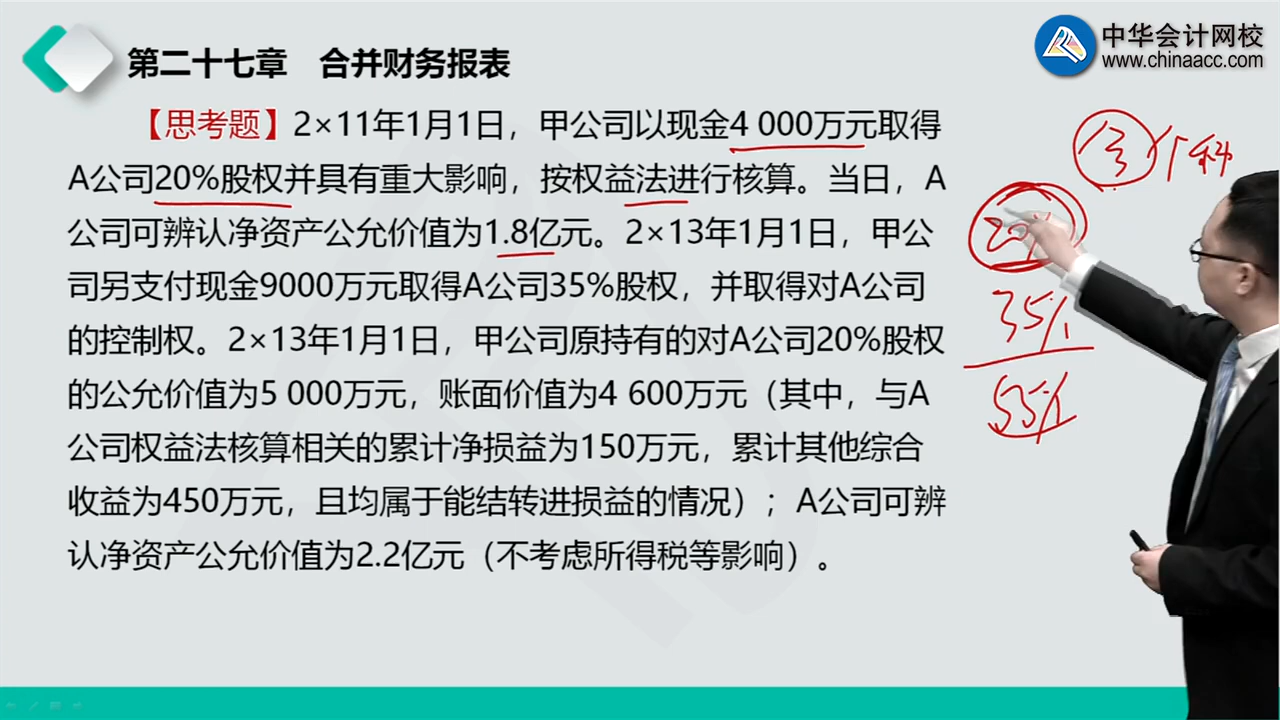 中华会计网校
www.chinaacc.com
第二十七章 合并财务报表
【思考题】2×11年1月1日，甲公司以现金4 000万元取得
A公司20%股权并具有重大影响，按权益法进行核算。当日，A
公司可辨认净资产公允价值为1.8亿元。2×13年1月1日，甲公
司另支付现金9000万元取得A公司35%股权，并取得对A公司
的控制权。2×13年1月1日，甲公司原持有的对A公司20%股权
的公允价值为5 000万元，账面价值为4 600万元（其中，与A
公司权益法核算相关的累计净损益为150万元，累计其他综合
收益为450万元，且均属于能结转进损益的情况）；A公司可辨
认净资产公允价值为2.2亿元（不考虑所得税等影响）。
35%
55%